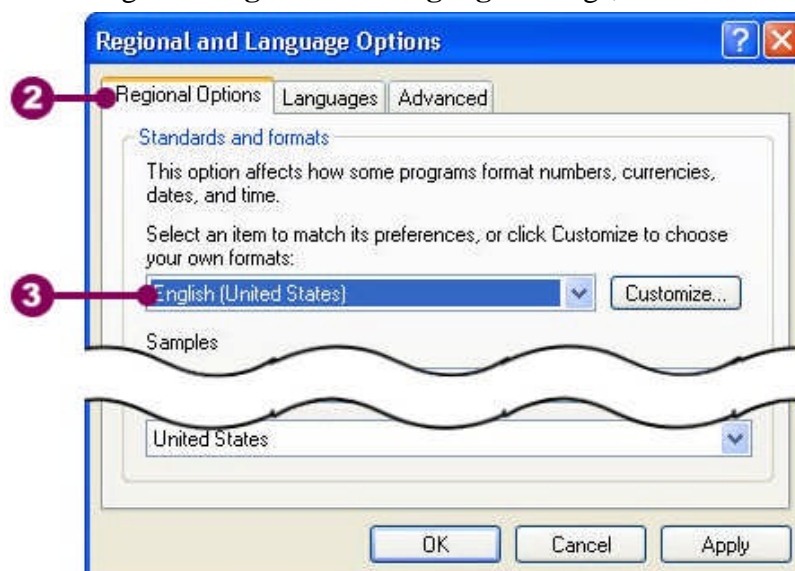 Regional and Language Options
2
Regional Options Languages Advanced
Standards and formats
This option affects how some programs format numbers, currencies,
dates, and time.
Select an item to match its preferences, or click Customize to choose
your own formats:
3
English (United States) Customize...
Samples
United States
OK Cancel Apply